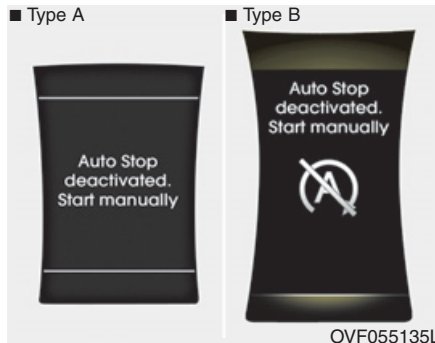 ■ Type A
Auto Stop
deactivated.
Start manually
■ Type B
Auto Stop
deactivated.
Start manually
A
OVF055135L